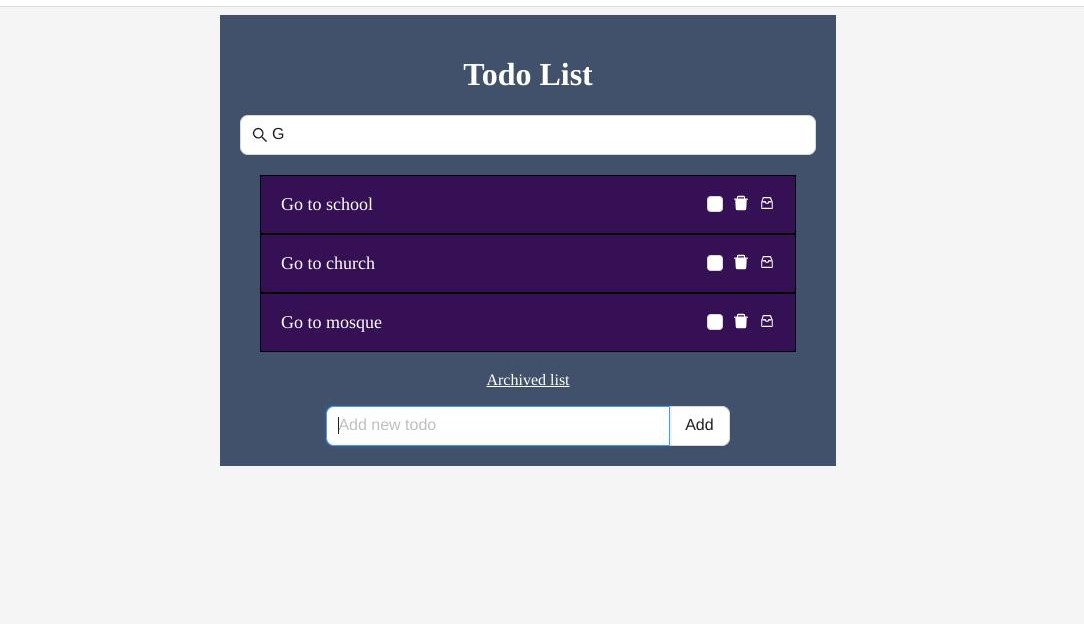 Todo List
G
Go to school
Go to church
Go to mosque
Archived list
Add new todo
Add